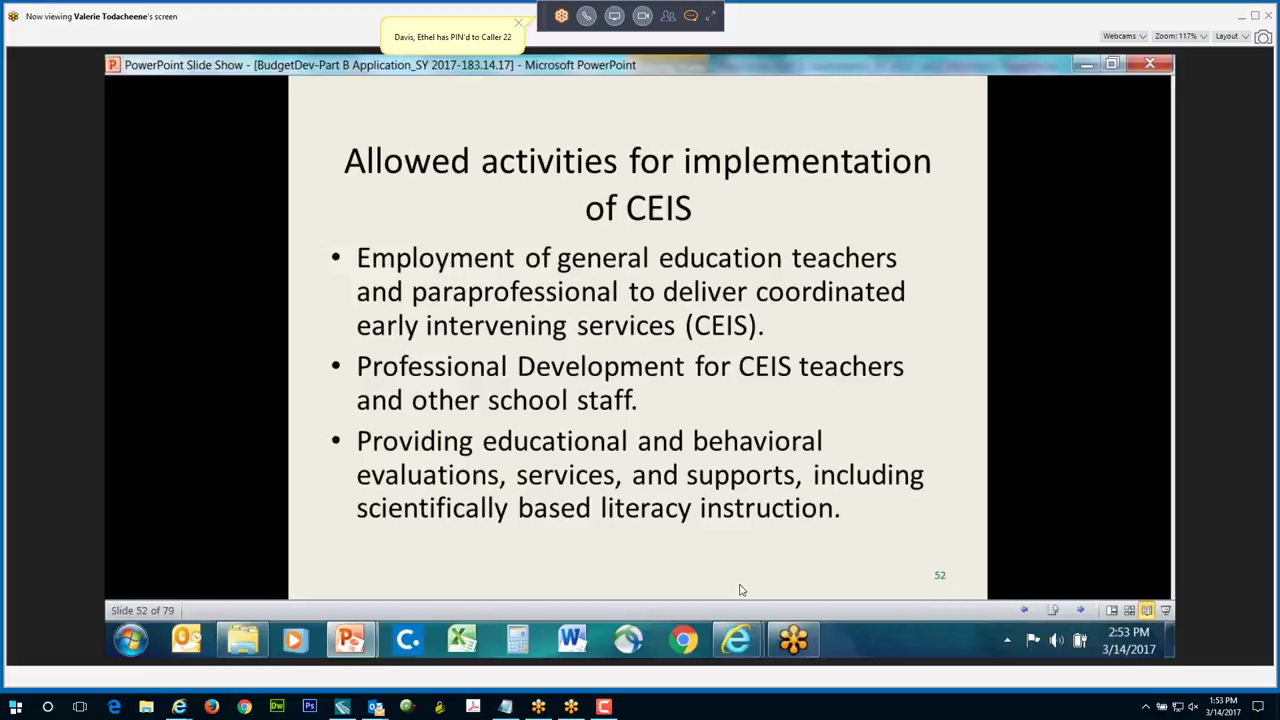 Now viewing Valerie Todacheene's screen
Davis, Ethel has PIN'd to Caller 22
Webcams
Zoom: 117%
Layout
PowerPoint Slide Show - [BudgetDev-Part B Application_SY 2017-183.14.17] - Microsoft PowerPoint
Allowed activities for implementation
of CEIS
• Employment of general education teachers
and paraprofessional to deliver coordinated
early intervening services (CEIS).
• Professional Development for CEIS teachers
and other school staff.
• Providing educational and behavioral
evaluations, services, and supports, including
scientifically based literacy instruction.
52
Slide 52 of 79
2:53 PM
3/14/2017
1:53 PM
3/14/2017